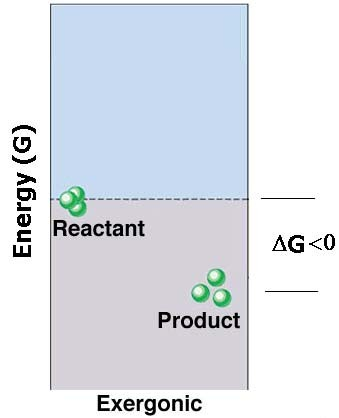 Energy (G)
Reactant
ΔG<0
Product
Exergonic